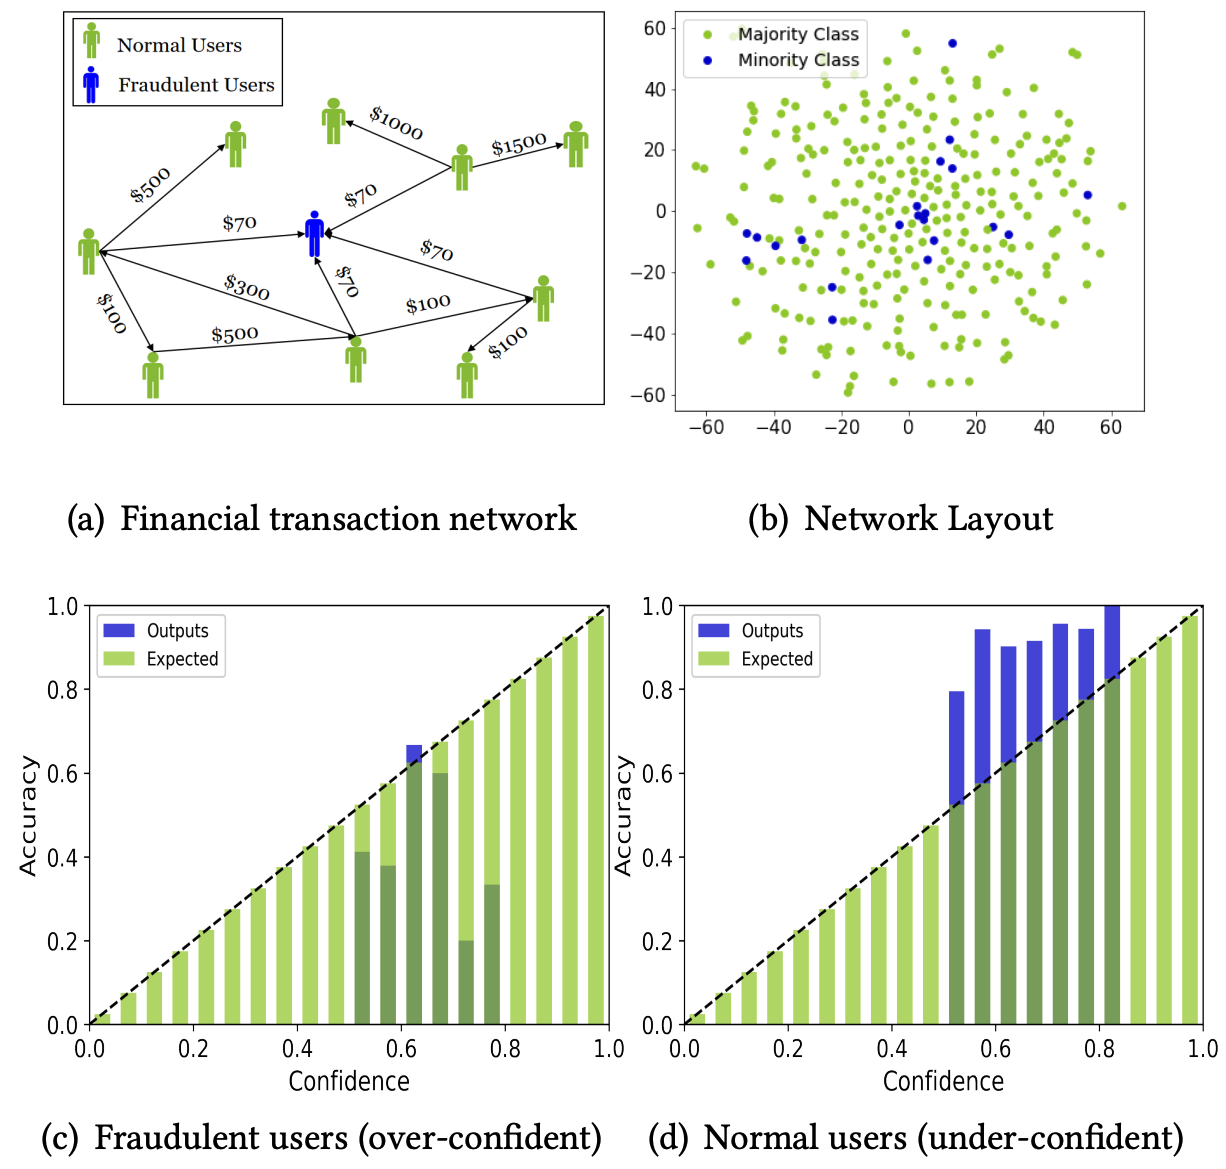 Normal Users
Fraudulent Users
$1000
$1500
$500
$70
$70
$70
$300
$70
$100
$100
$500
$100
(a) Financial transaction network
Majority Class
Minority Class
60
40
20
0
−20
−40
−60
−60 −40 −20 0 20 40 60
(b) Network Layout
Outputs
Expected
Accuracy
1.0
0.8
0.6
0.4
0.2
0.0
0.0 0.2 0.4 0.6 0.8 1.0
Confidence
(c) Fraudulent users (over-confident)
Outputs
Expected
Accuracy
1.0
0.8
0.6
0.4
0.2
0.0
0.0 0.2 0.4 0.6 0.8 1.0
Confidence
(d) Normal users (under-confident)